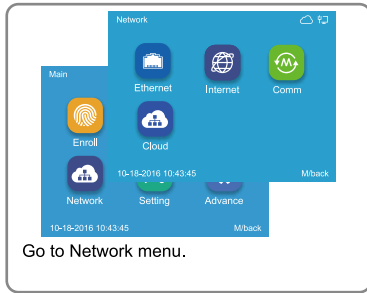 Network
Ethernet
Internet
Comm
Cloud
10-18-2016 10:43:45
M/back
Main
Enroll
Network
Setting
Advance
10-18-2016 10:43:45
M/back
Go to Network menu.